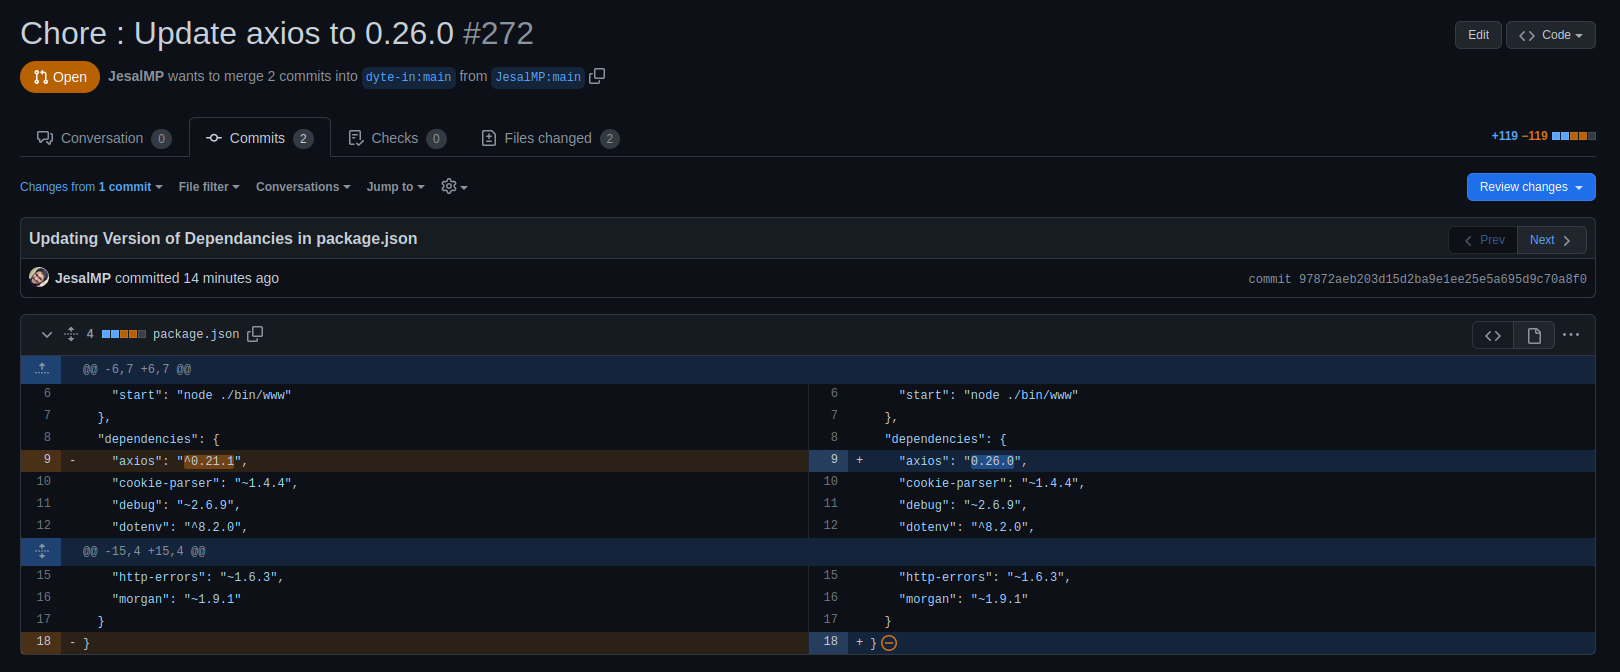 Chore : Update axios to 0.26.0 #272
Edit
Code
Open
JesalMP wants to merge 2 commits into dyte-in:main from JesalMP:main
Conversation 0
Commits 2
Checks 0
Files changed 2
+119 −119
Changes from 1 commit
File filter
Conversations
Jump to
Review changes
Updating Version of Dependancies in package.json
Prev
Next
JesalMP committed 14 minutes ago
commit 97872aeb203d15d2ba9e1ee25e5a695d9c70a8f0
4 package.json
@@ -6,7 +6,7 @@
6 "start": "node ./bin/www"
7 },
8 "dependencies": {
9 - "axios": "^0.21.1",
10 "cookie-parser": "~1.4.4",
11 "debug": "~2.6.9",
12 "dotenv": "^8.2.0",
6 "start": "node ./bin/www"
7 },
8 "dependencies": {
9 + "axios": "0.26.0",
10 "cookie-parser": "~1.4.4",
11 "debug": "~2.6.9",
12 "dotenv": "^8.2.0",
@@ -15,4 +15,4 @@
15 "http-errors": "~1.6.3",
16 "morgan": "~1.9.1"
17 }
18 - }
15 "http-errors": "~1.6.3",
16 "morgan": "~1.9.1"
17 }
18 + }